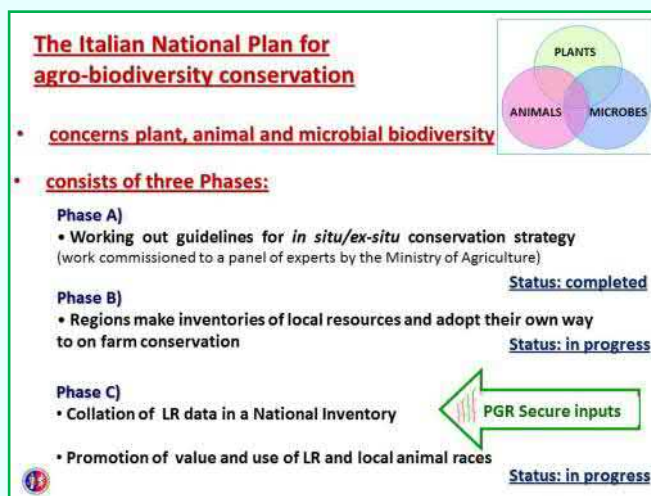 The Italian National Plan for
agro-biodiversity conservation
PLANTS
ANIMALS
MICROBES
• concerns plant, animal and microbial biodiversity
• consists of three Phases:
Phase A)
• Working out guidelines for in situ/ex-situ conservation strategy
(work commissioned to a panel of experts by the Ministry of Agriculture)
Status: completed
Phase B)
• Regions make inventories of local resources and adopt their own way
to on farm conservation
Status: in progress
Phase C)
• Collation of LR data in a National Inventory
PGR Secure inputs
• Promotion of value and use of LR and local animal races
Status: in progress